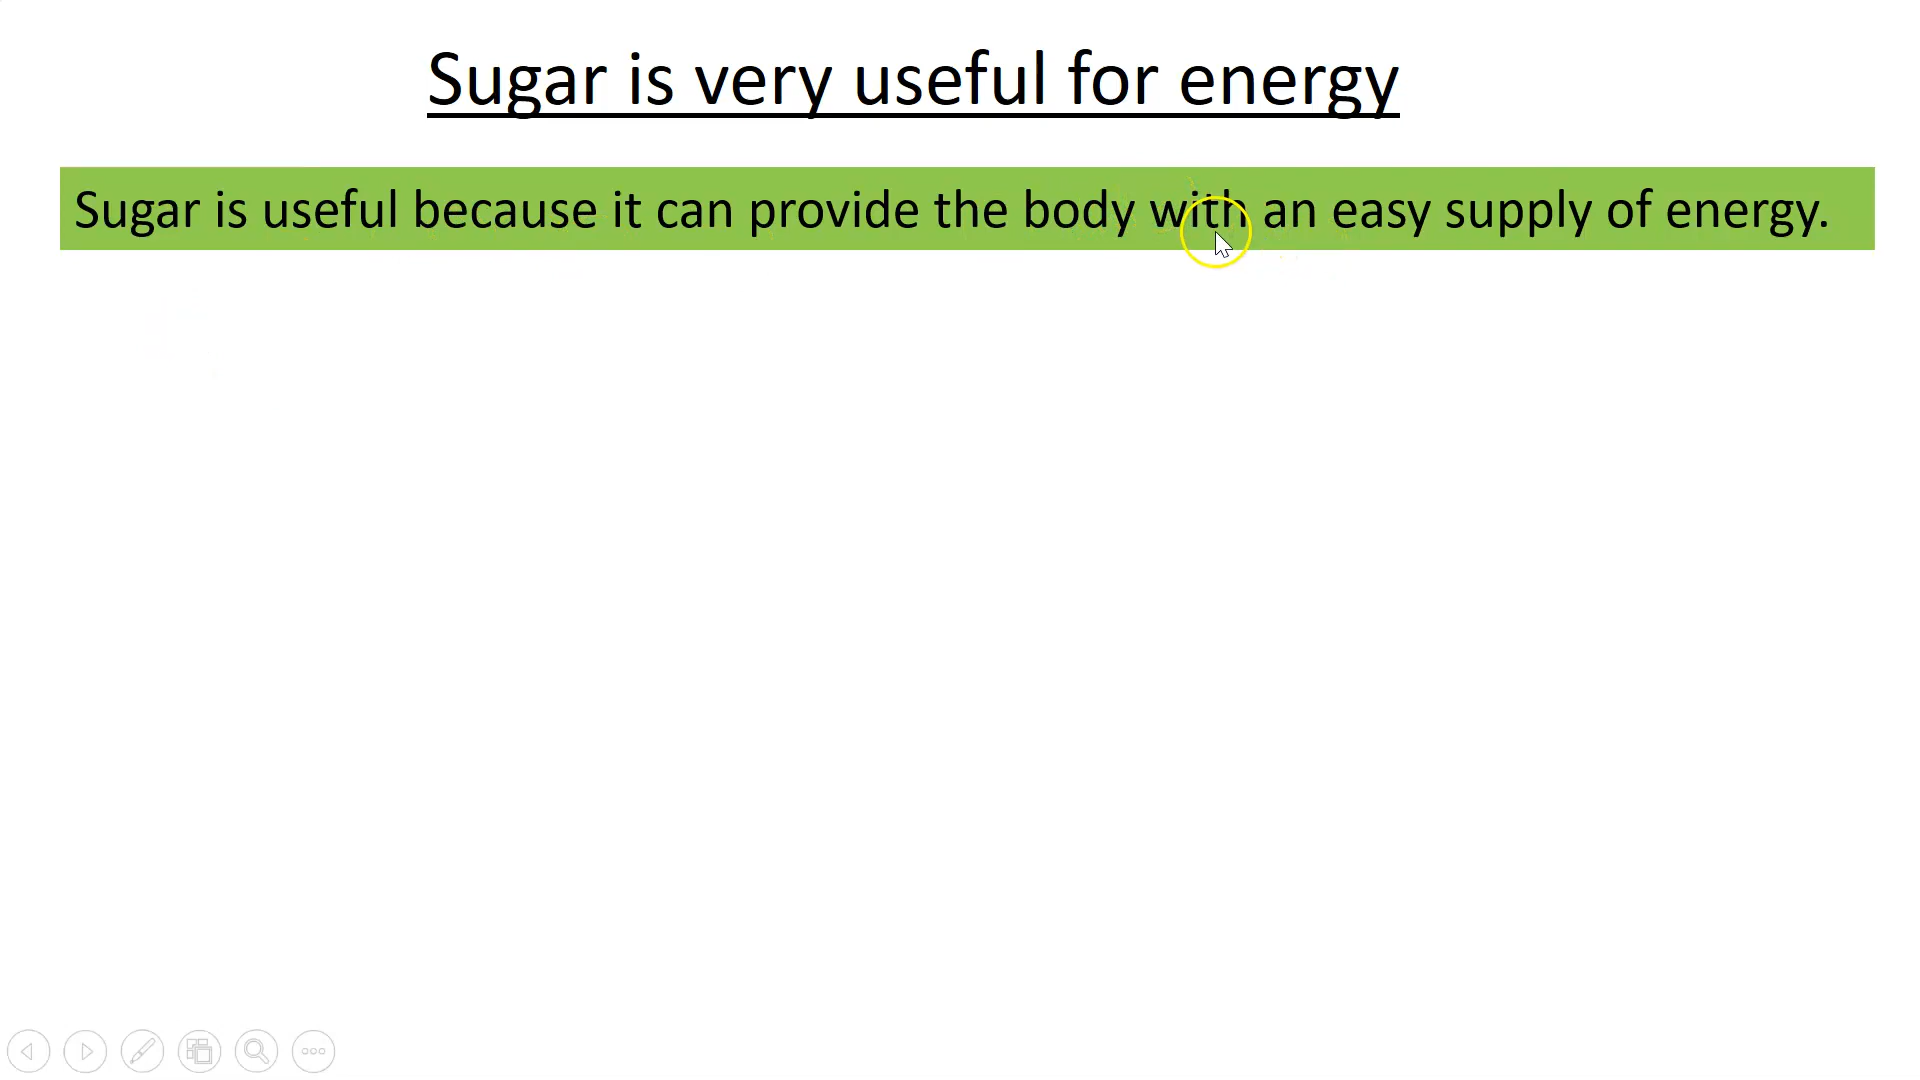 Sugar is very useful for energy
Sugar is useful because it can provide the body with an easy supply of energy.